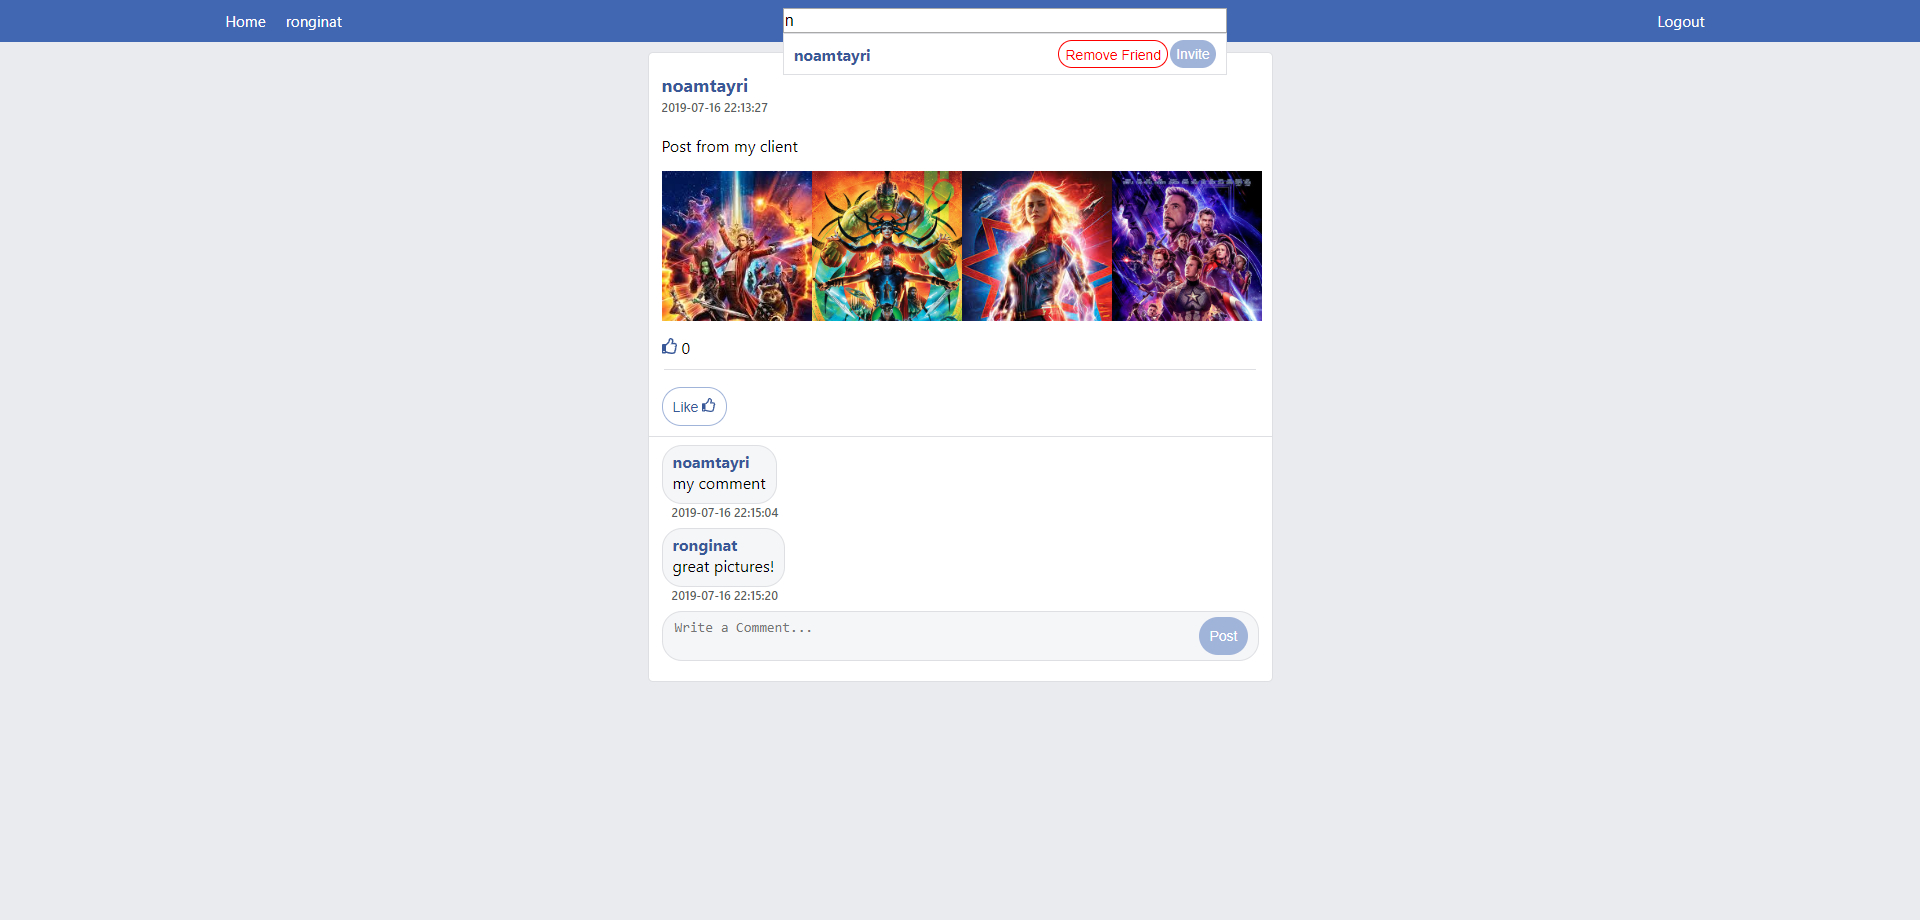 Home ronginat n Logout
noamtayri Remove Friend Invite
noamtayri
2019-07-16 22:13:27
Post from my client
0
Like
noamtayri
my comment
2019-07-16 22:15:04
ronginat
great pictures!
2019-07-16 22:15:20
Write a Comment... Post